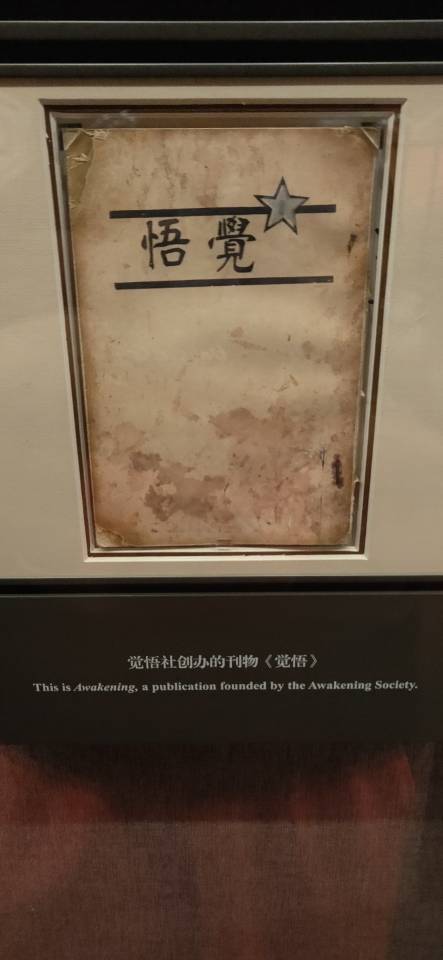 覺悟
觉悟社创办的刊物《觉悟》
This is Awakening, a publication founded by the Awakening Society.